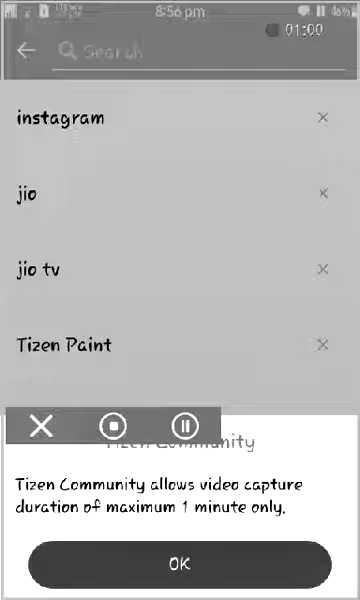 8:56 pm
46%
01:00
Search
instagram
jio
jio tv
Tizen Paint
Tizen Community
Tizen Community allows video capture
duration of maximum 1 minute only.
OK